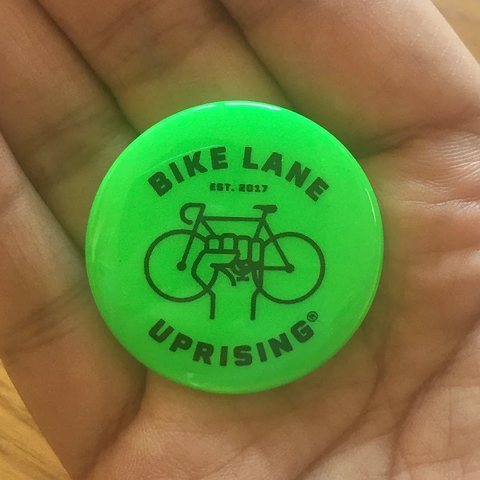 BIKE LANE
EST. 2017
UPRISING®